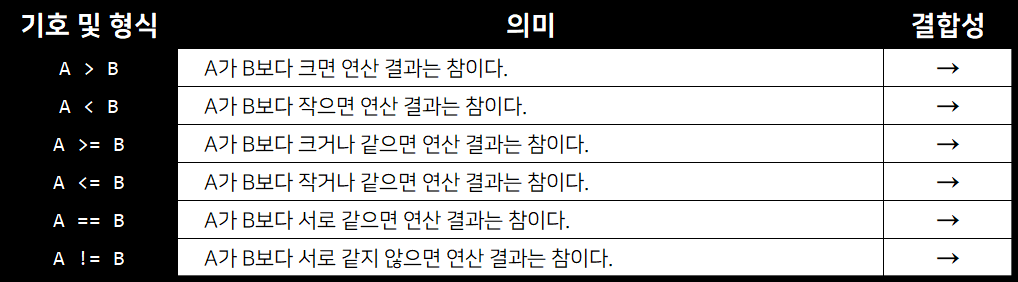 기호 및 형식 의미 결합성
A > B A가 B보다 크면 연산 결과는 참이다. →
A < B A가 B보다 작으면 연산 결과는 참이다. →
A >= B A가 B보다 크거나 같으면 연산 결과는 참이다. →
A <= B A가 B보다 작거나 같으면 연산 결과는 참이다. →
A == B A가 B보다 서로 같으면 연산 결과는 참이다. →
A != B A가 B보다 서로 같지 않으면 연산 결과는 참이다. →